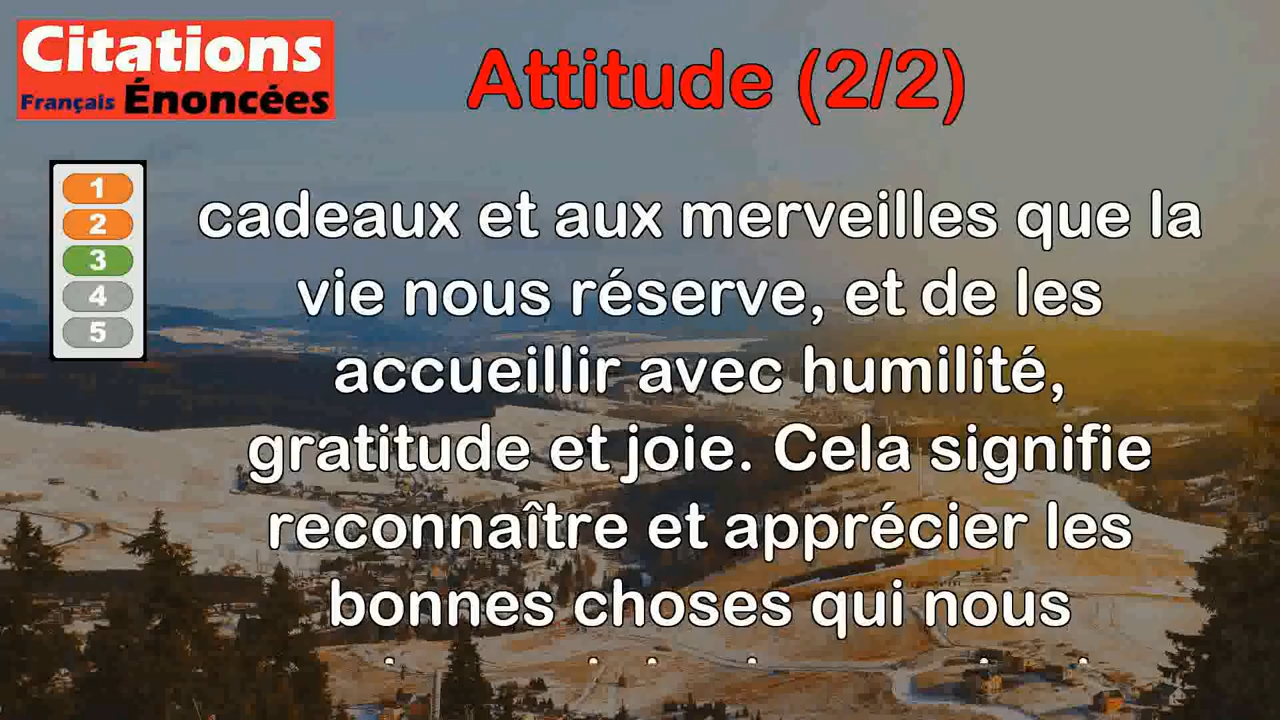 Citations
Français Énoncées
Attitude (2/2)
1
2
3
4
5
cadeaux et aux merveilles que la
vie nous réserve, et de les
accueillir avec humilité,
gratitude et joie. Cela signifie
reconnaître et apprécier les
bonnes choses qui nous